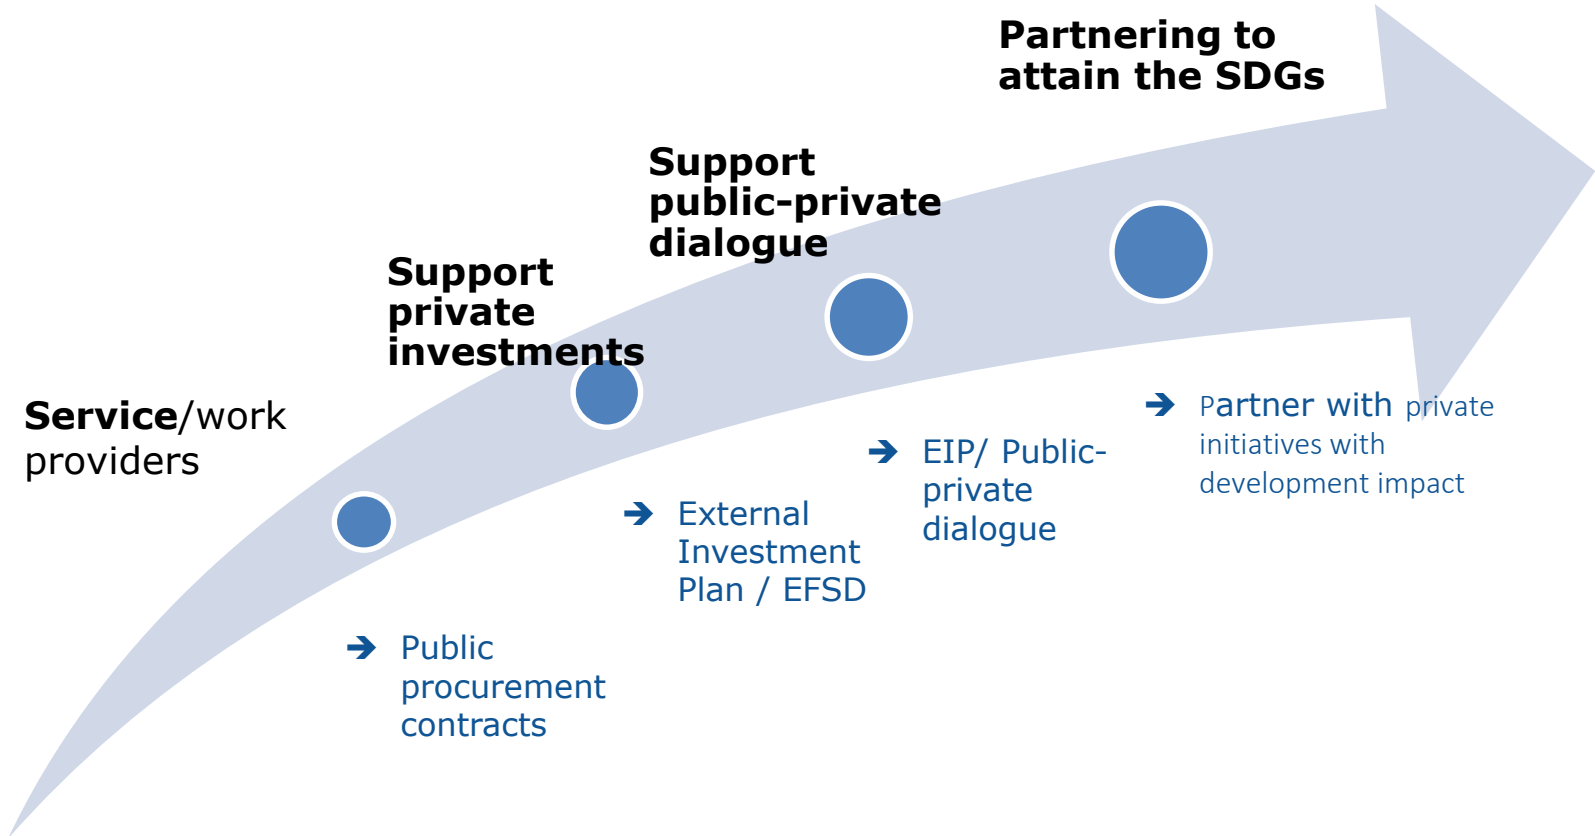 Partnering to
attain the SDGs
Support
public-private
dialogue
Support
private
investments
Service/work
providers
➔ Partner with private
initiatives with
development impact
➔ EIP/ Public-
private
dialogue
➔ External
Investment
Plan / EFSD
➔ Public
procurement
contracts